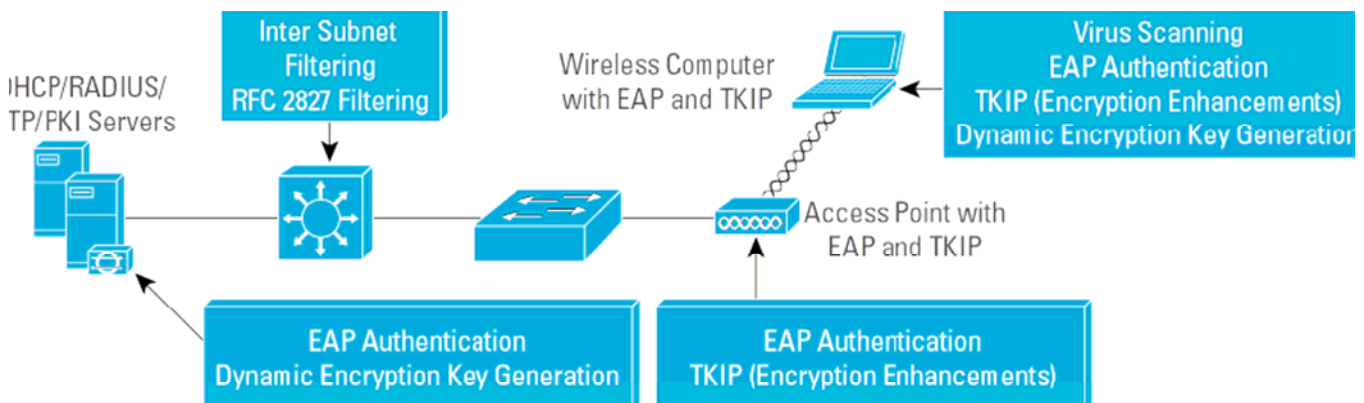 Inter Subnet
Filtering
RFC 2827 Filtering
HCP/RADIUS/
TP/PKI Servers
Wireless Computer
with EAP and TKIP
Virus Scanning
EAP Authentication
TKIP (Encryption Enhancements)
Dynamic Encryption Key Generation
Access Point with
EAP and TKIP
EAP Authentication
Dynamic Encryption Key Generation
EAP Authentication
TKIP (Encryption Enhancements)